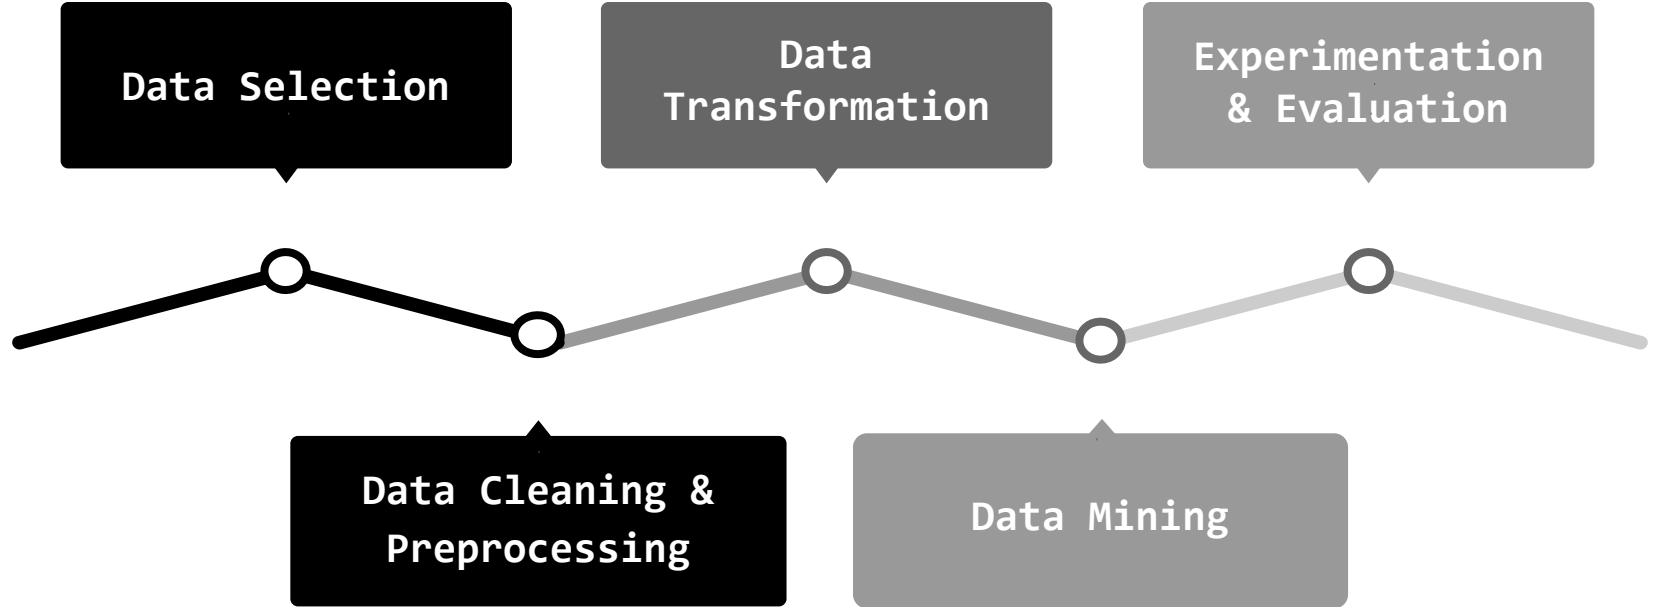 Data Selection
Data Cleaning &
Preprocessing
Data
Transformation
Data Mining
Experimentation
& Evaluation